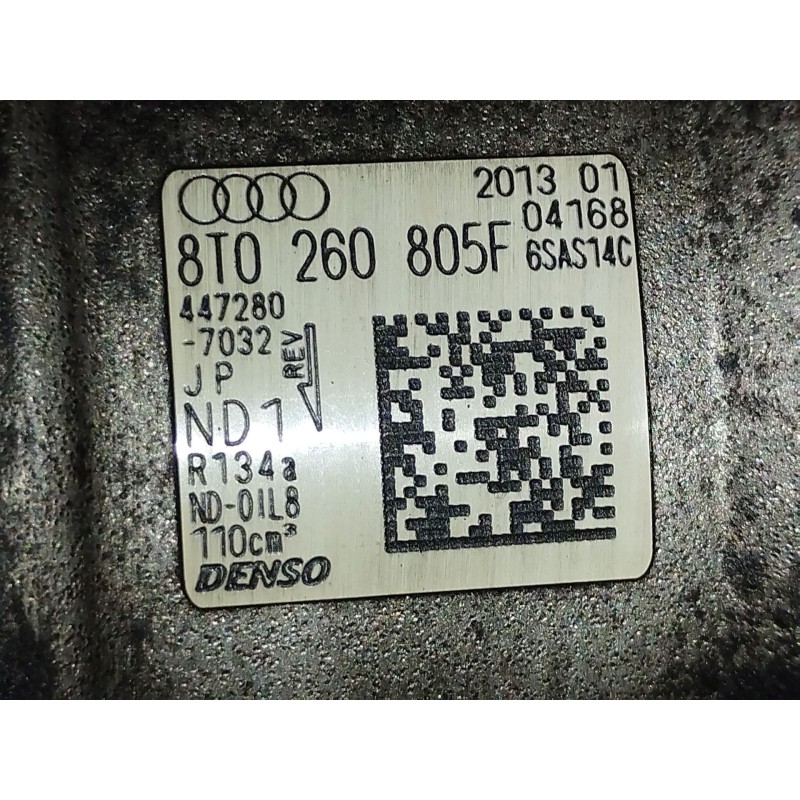 2013 01
04168
8T0 260 805F 6SAS14C
447280
-7032
REV
JP
ND1
R134a
ND-OIL8
110cm³
DENSO